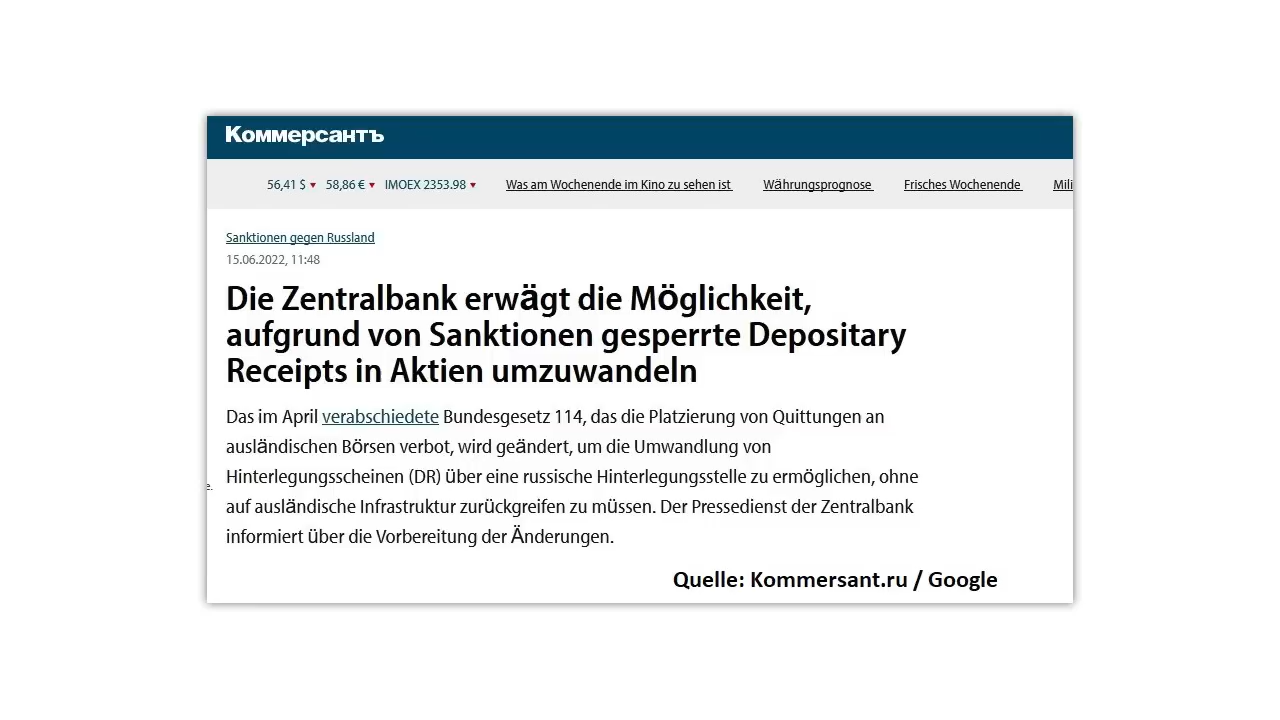 Коммерсантъ
56,41 $ 58,86 € IMOEX 2353.98 Was am Wochenende im Kino zu sehen ist Währungsprognose Frisches Wochenende Mili
Sanktionen gegen Russland
15.06.2022, 11:48
Die Zentralbank erwägt die Möglichkeit,
aufgrund von Sanktionen gesperrte Depositary
Receipts in Aktien umzuwandeln
Das im April verabschiedete Bundesgesetz 114, das die Platzierung von Quittungen an
ausländischen Börsen verbot, wird geändert, um die Umwandlung von
Hinterlegungsscheinen (DR) über eine russische Hinterlegungsstelle zu ermöglichen, ohne
e.
auf ausländische Infrastruktur zurückgreifen zu müssen. Der Pressedienst der Zentralbank
informiert über die Vorbereitung der Änderungen.
Quelle: Kommersant.ru / Google